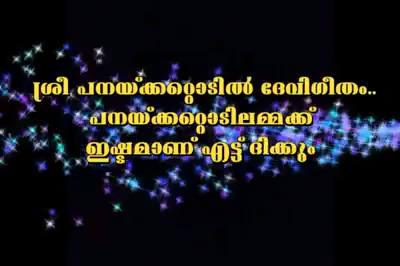 ശ്രീ പനയ്ക്കറ്റൊടിൽ ദേവിഗീതം..
പനയ്ക്കറ്റൊടിലമ്മക്ക്
ഇഷ്ടമാണ് എട്ട് ദിക്കും